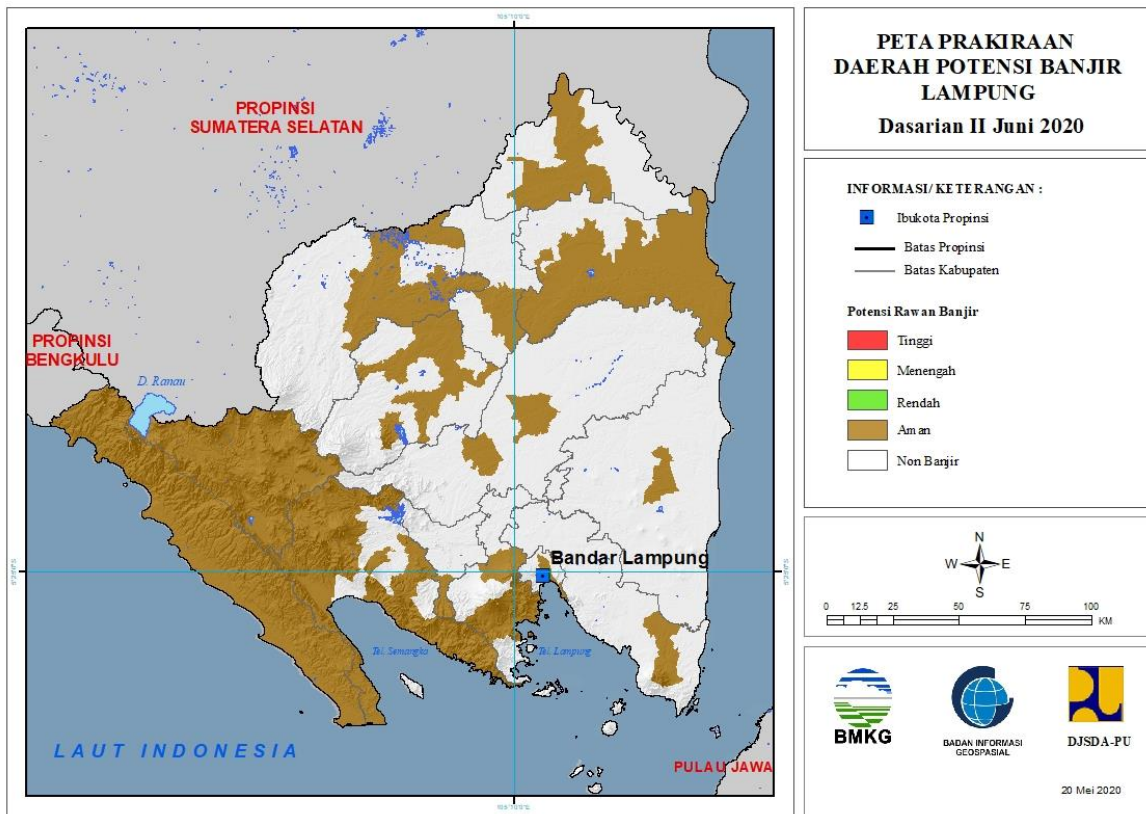 PETA PRAKIRAAN
DAERAH POTENSI BANJIR
LAMPUNG
Dasarian II Juni 2020
INFORMASI/ KETERANGAN :
Ibukota Propinsi
Batas Propinsi
Batas Kabupaten
Potensi Rawan Banjir
Tinggi
Menengah
Rendah
Aman
Non Banjir
N
W
E
S
0
12.5
25
50
75
100
KM
BMKG
BADAN INFORMASI
GEOSPASIAL
DJSDA-PU
20 Mei 2020
PROPINSI
SUMATERA SELATAN
PROPINSI
BENGKULU
D. Ranau
Bandar Lampung
Tel. Semangka
Tel. Lampung
LAUT INDONESIA
PULAU JAWA